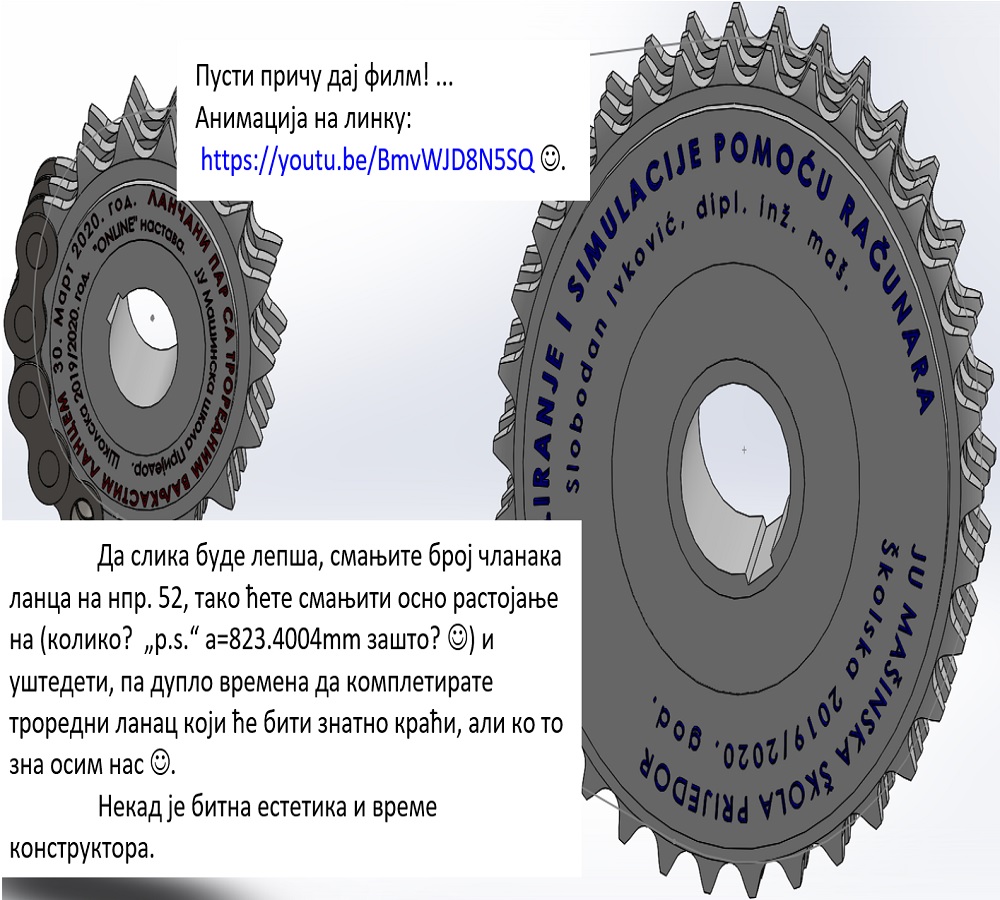 Пусти причу дај филм! ...
Анимација на линку:
https://youtu.be/BmvWJD8N5SQ ☺.
ЛАНЧАНИ ПАР СА ТРОРЕДНИМ ВАЉКАСТИМ ЛАНЦЕМ
30. Март 2020. год.
"ONLINE" настава.
ЈУ Машинска школа Приједор.
Школска 2019/2020. год.
IRANJE I SIMULACIJE POMOĆU RAČUNARA
Slobodan Ivković, dipl. inž. maš.
JU MAŠINSKA ŠKOLA PRIJEDOR
Školska 2019/2020. god.
Да слика буде лепша, смањите број чланака
ланца на нпр. 52, тако ћете смањити осно растојање
на (колико? „p.s.“ a=823.4004mm зашто? ☺) и
уштедети, па дупло времена да комплетирате
троредни ланац који ће бити знатно краћи, али ко то
зна осим нас ☺.
Некад је битна естетика и време
конструктора.